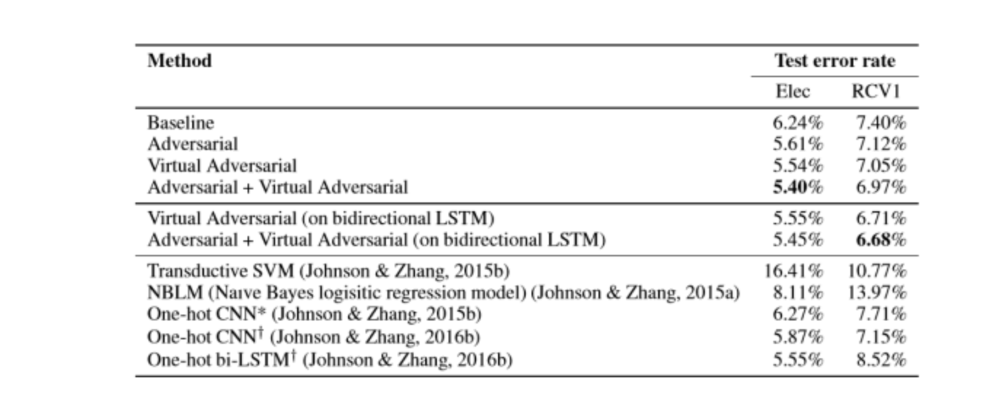 Method Test error rate
Elec RCV1
Baseline 6.24% 7.40%
Adversarial 5.61% 7.12%
Virtual Adversarial 5.54% 7.05%
Adversarial + Virtual Adversarial 5.40% 6.97%
Virtual Adversarial (on bidirectional LSTM) 5.55% 6.71%
Adversarial + Virtual Adversarial (on bidirectional LSTM) 5.45% 6.68%
Transductive SVM (Johnson & Zhang, 2015b) 16.41% 10.77%
NBLM (Naıve Bayes logisitic regression model) (Johnson & Zhang, 2015a) 8.11% 13.97%
One-hot CNN* (Johnson & Zhang, 2015b) 6.27% 7.71%
One-hot CNN† (Johnson & Zhang, 2016b) 5.87% 7.15%
One-hot bi-LSTM† (Johnson & Zhang, 2016b) 5.55% 8.52%